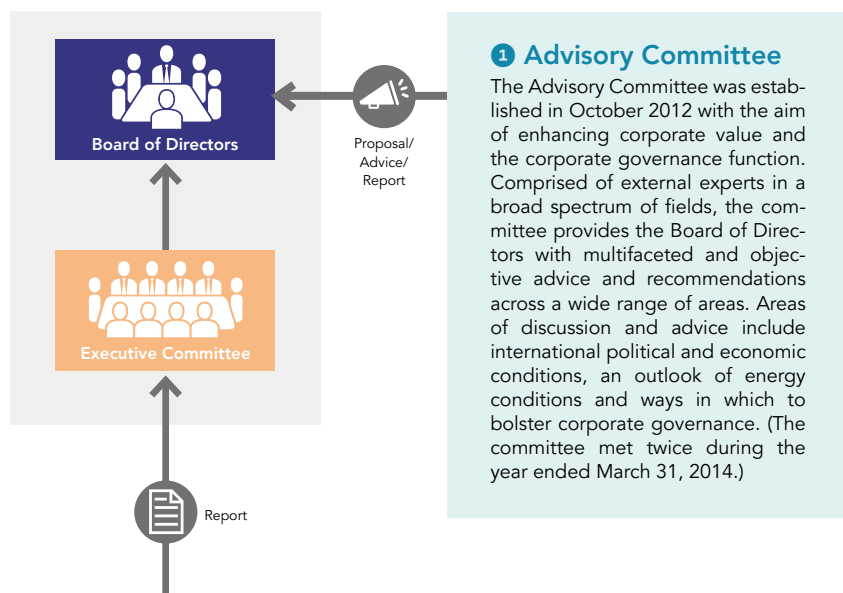 Board of Directors
Proposal/
Advice/
Report
Executive Committee
Report
1 Advisory Committee
The Advisory Committee was estab-
lished in October 2012 with the aim
of enhancing corporate value and
the corporate governance function.
Comprised of external experts in a
broad spectrum of fields, the com-
mittee provides the Board of Direc-
tors with multifaceted and objec-
tive advice and recommendations
across a wide range of areas. Areas
of discussion and advice include
international political and economic
conditions, an outlook of energy
conditions and ways in which to
bolster corporate governance. (The
committee met twice during the
year ended March 31, 2014.)